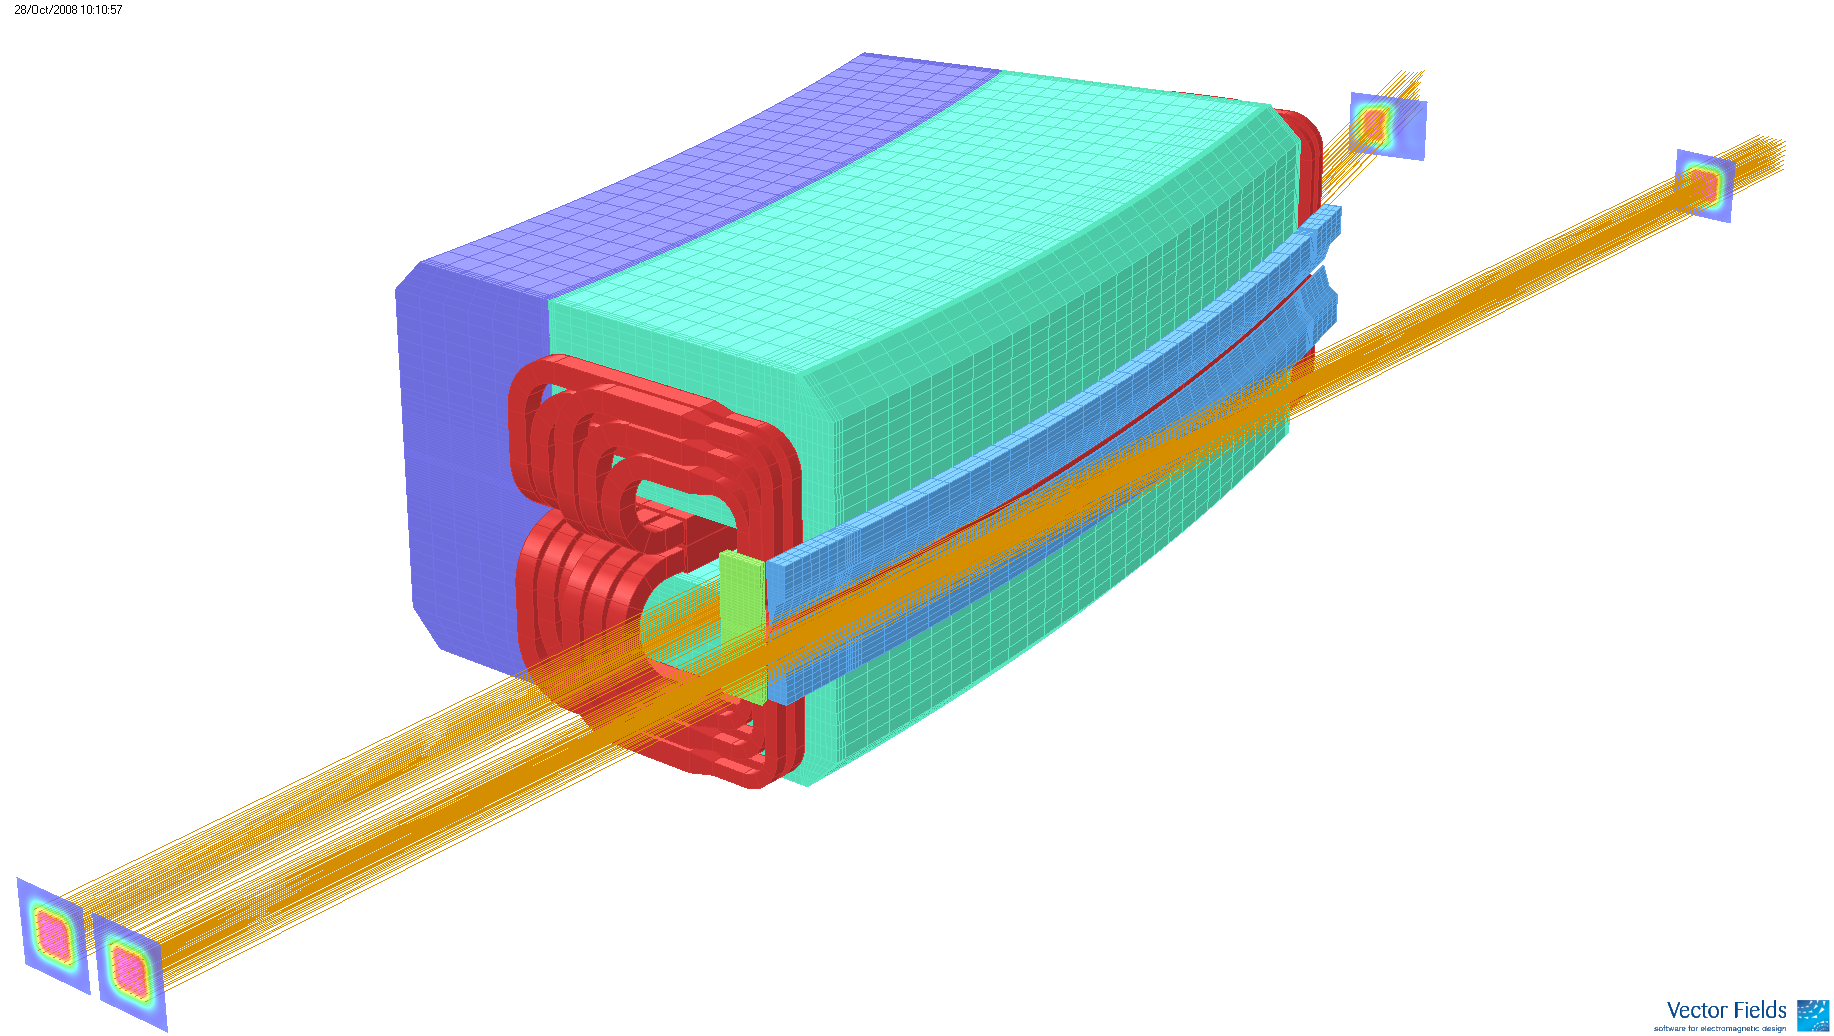 28/Oct/2008 10:10:57
Vector Fields
software for electromagnetic design